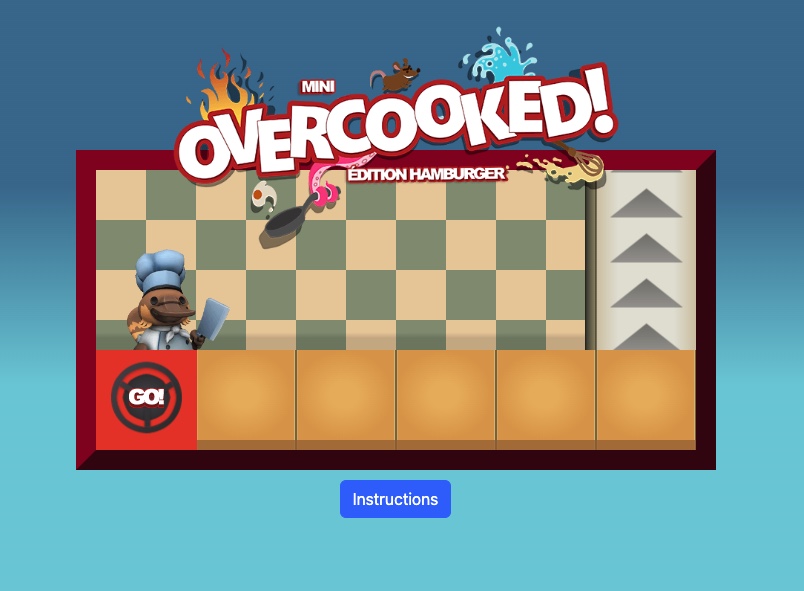 MINI
OVERCOOKED!
ÉDITION HAMBURGER
GO!
Instructions